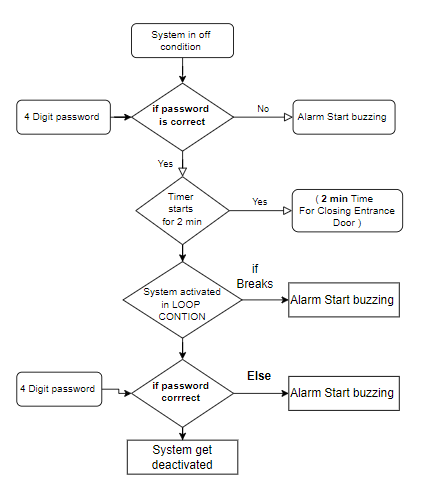 System in off
condition
4 Digit password
if password
is correct
No
Alarm Start buzzing
Yes
Timer
starts
for 2 min
Yes
( 2 min Time
For Closing Entrance
Door )
System activated
in LOOP
CONTION
if
Breaks
Alarm Start buzzing
4 Digit password
if password
corrrect
Else
Alarm Start buzzing
System get
deactivated